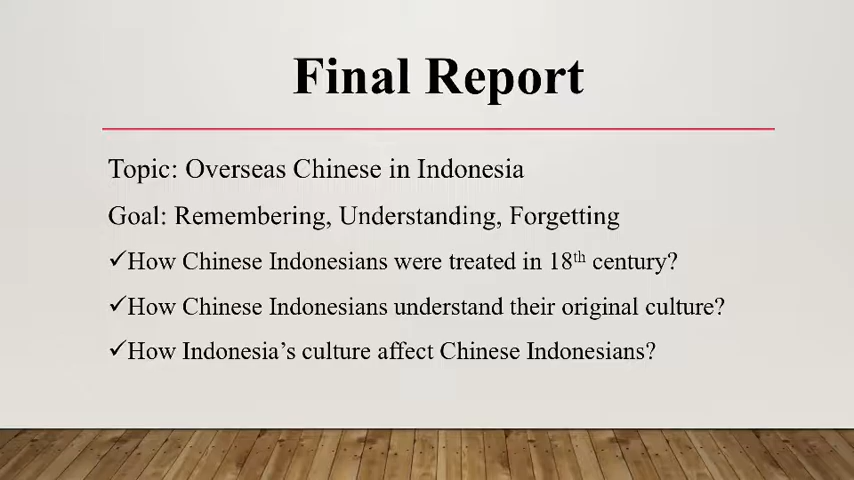 Final Report
Topic: Overseas Chinese in Indonesia
Goal: Remembering, Understanding, Forgetting
✓How Chinese Indonesians were treated in 18th century?
✓How Chinese Indonesians understand their original culture?
✓How Indonesia’s culture affect Chinese Indonesians?